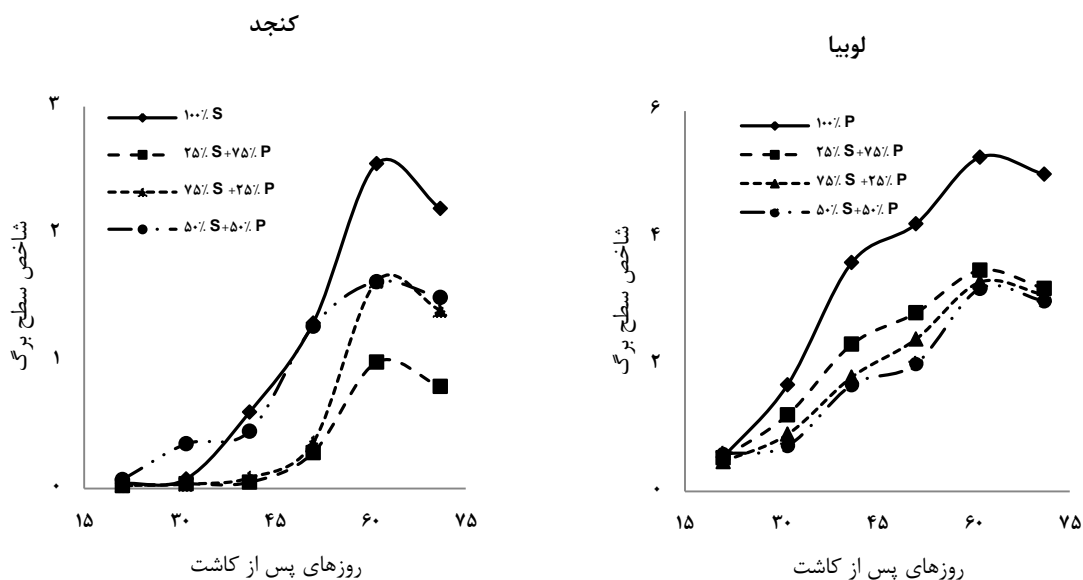 کنجد
۳
۲
۱
۰
شاخص سطح برگ
۱۰۰٪ S
۲۵٪ S+۷۵٪ P
۷۵٪ S +۲۵٪ P
۵۰٪ S+۵۰٪ P
۱۵ ۳۰ ۴۵ ۶۰ ۷۵
روزهای پس از کاشت
لوبیا
۶
۴
۲
۰
شاخص سطح برگ
۱۰۰٪ P
۲۵٪ S+۷۵٪ P
۷۵٪ S +۲۵٪ P
۵۰٪ S+۵۰٪ P
۱۵ ۳۰ ۴۵ ۶۰ ۷۵
روزهای پس از کاشت